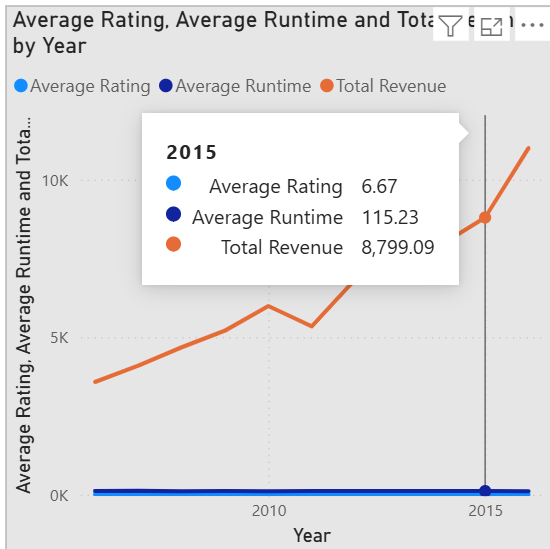 Average Rating, Average Runtime and Tota
by Year
Average Rating Average Runtime Total Revenue
2015
Average Rating 6.67
Average Runtime 115.23
Total Revenue 8,799.09
Average Rating, Average Runtime and Tota...
10K
5K
0K
2010 2015
Year